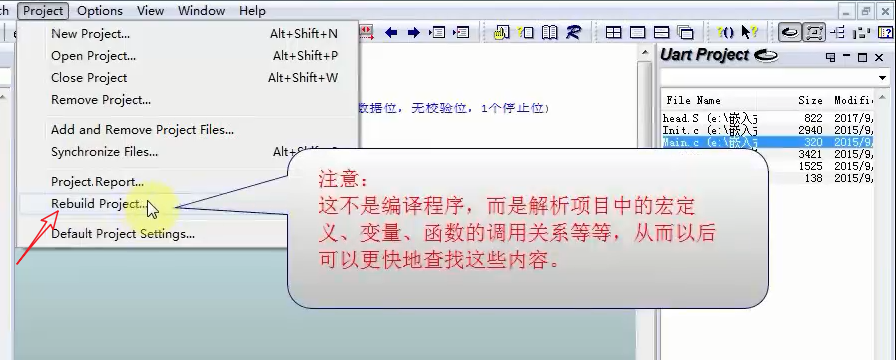 Project Options View Window Help
New Project... Alt+Shift+N
Open Project... Alt+Shift+P
Close Project Alt+Shift+W
Remove Project...
Add and Remove Project Files...
Synchronize Files...
Project Report...
Rebuild Project...
Default Project Settings...
数据位，无校验位，1个停止位)
注意：
这不是编译程序，而是解析项目中的宏定
义、变量、函数的调用关系等等，从而以后
可以更快地查找这些内容。
Uart Project
File Name Size Modifi
head.S (e:\嵌入 822 2017/9,
Init.c (e:\嵌入 2940 2015/9,
Main.c (e:\嵌入 320 2015/9,
3421 2015/9,
1525 2015/9,
138 2015/9,